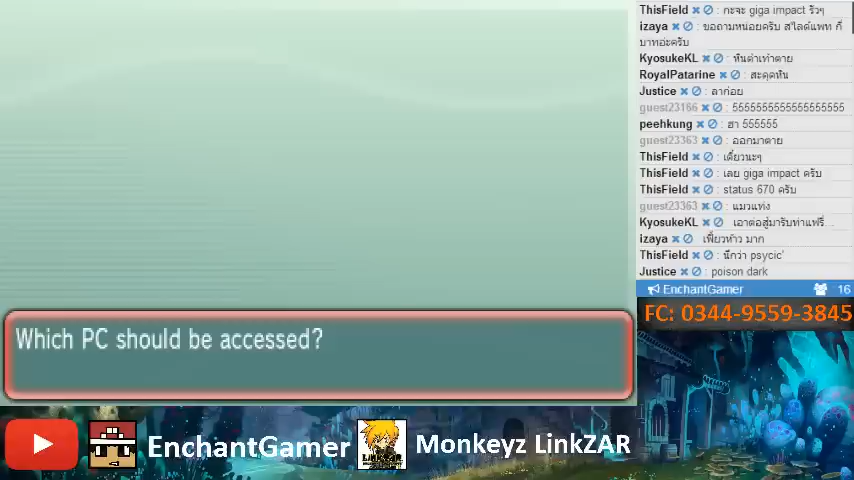 ThisField : กะจะ giga impact รัวๆ
izaya : ขอถามหน่อยครับ สไลด์แพท กี่
บาทอ่ะครับ
KyosukeKL : หินดำเท่าตาย
RoyalPatarine : สะดุดหิน
Justice : ลาก่อย
guest23166 : 5555555555555555555
peehkung : ฮา 555555
guest23363 : ออกมาตาย
ThisField : เดี๋ยวนะๆ
ThisField : เลย giga impact ครับ
ThisField : status 670 ครับ
guest23363 : แมวแท่ง
KyosukeKL : เอาต่อสู่มารับท่าแฟรี่...
izaya : เฟี้ยวห้าว มาก
ThisField : นึกว่า psycic'
Justice : poison dark
EnchantGamer 16
FC: 0344-9559-3845
Which PC should be accessed?
EnchantGamer
Monkeyz LinkZAR